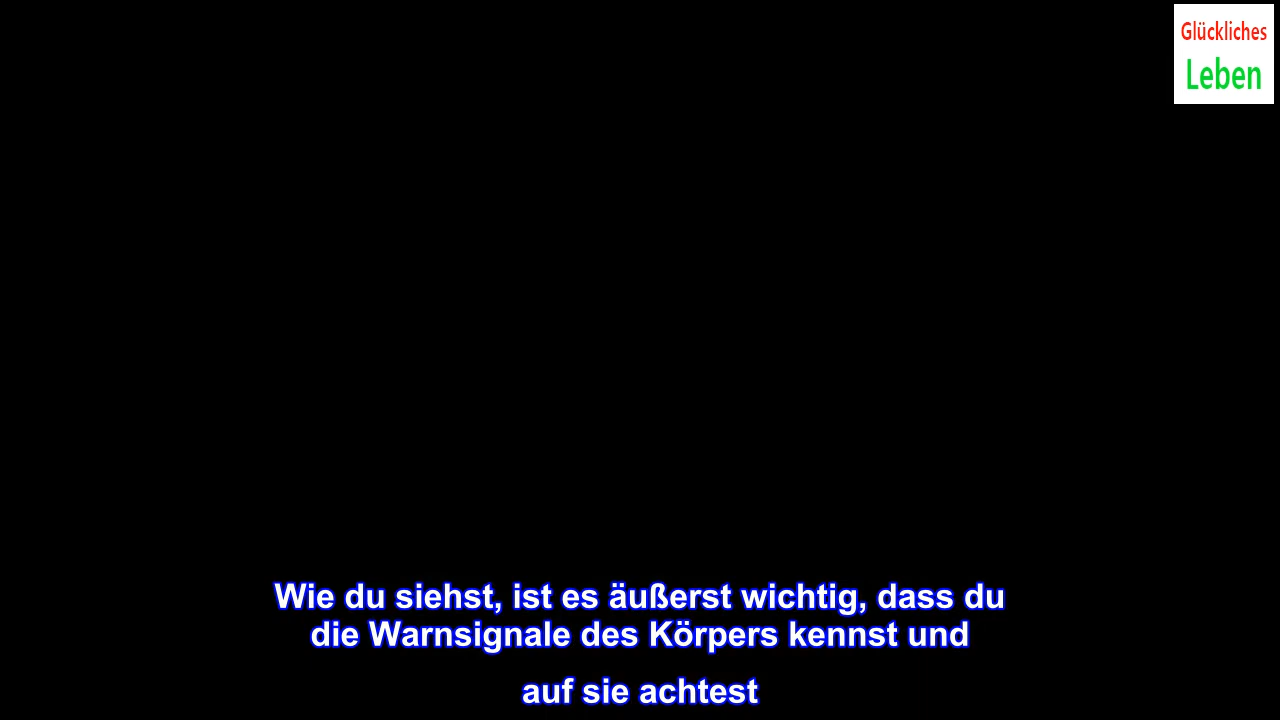 Glückliches
Leben
Wie du siehst, ist es äußerst wichtig, dass du
die Warnsignale des Körpers kennst und
auf sie achtest